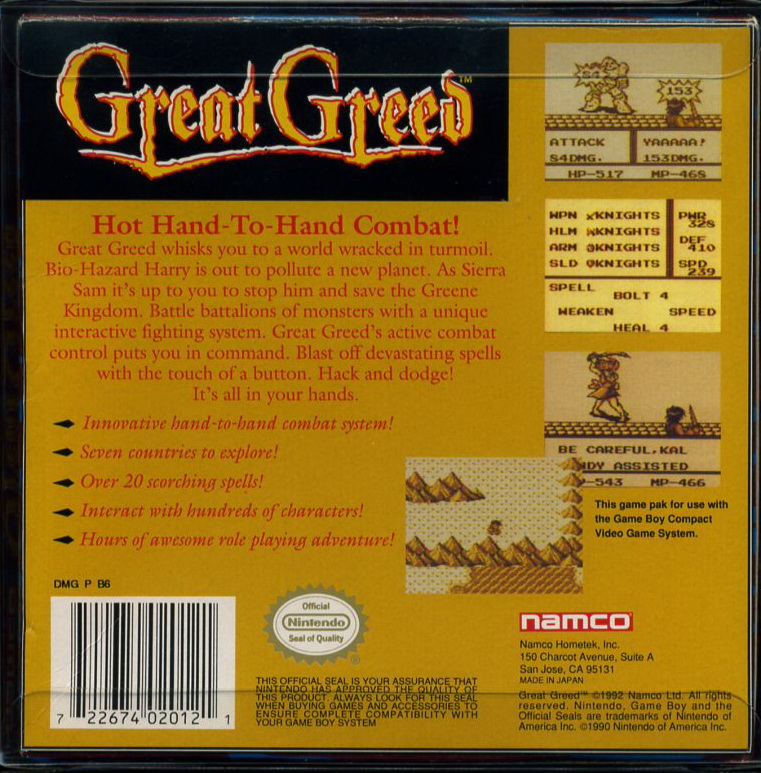 Great Greed™
Hot Hand-To-Hand Combat!
Great Greed whisks you to a world wracked in turmoil.
Bio-Hazard Harry is out to pollute a new planet. As Sierra
Sam it's up to you to stop him and save the Greene
Kingdom. Battle battalions of monsters with a unique
interactive fighting system. Great Greed's active combat
control puts you in command. Blast off devastating spells
with the touch of a button. Hack and dodge!
It's all in your hands.
Innovative hand-to-hand combat system!
Seven countries to explore!
Over 20 scorching spells!
Interact with hundreds of characters!
Hours of awesome role playing adventure!
84
153
ATTACK YAAAAA!
84DMG. 153DMG.
HP-517 MP-468
WPN KNIGHTS PWR
328
HLM KNIGHTS
DEF
ARM KNIGHTS 410
SLD KNIGHTS SPD
239
SPELL
BOLT 4
WEAKEN SPEED
HEAL 4
BE CAREFUL,KAL
DY ASSISTED
-543 MP-466
This game pak for use with
the Game Boy Compact
Video Game System.
DMG P B6
7 22674 02012 1
Official
Nintendo
Seal of Quality
®
THIS OFFICIAL SEAL IS YOUR ASSURANCE THAT
NINTENDO HAS APPROVED THE QUALITY OF
THIS PRODUCT. ALWAYS LOOK FOR THIS SEAL
WHEN BUYING GAMES AND ACCESSORIES TO
ENSURE COMPLETE COMPATIBILITY WITH
YOUR GAME BOY SYSTEM
namco
Namco Hometek, Inc.
150 Charcot Avenue, Suite A
San Jose, CA 95131
MADE IN JAPAN
Great Greed™ ©1992 Namco Ltd. All rights
reserved. Nintendo, Game Boy and the
Official Seals are trademarks of Nintendo of
America Inc. ©1990 Nintendo of America Inc.